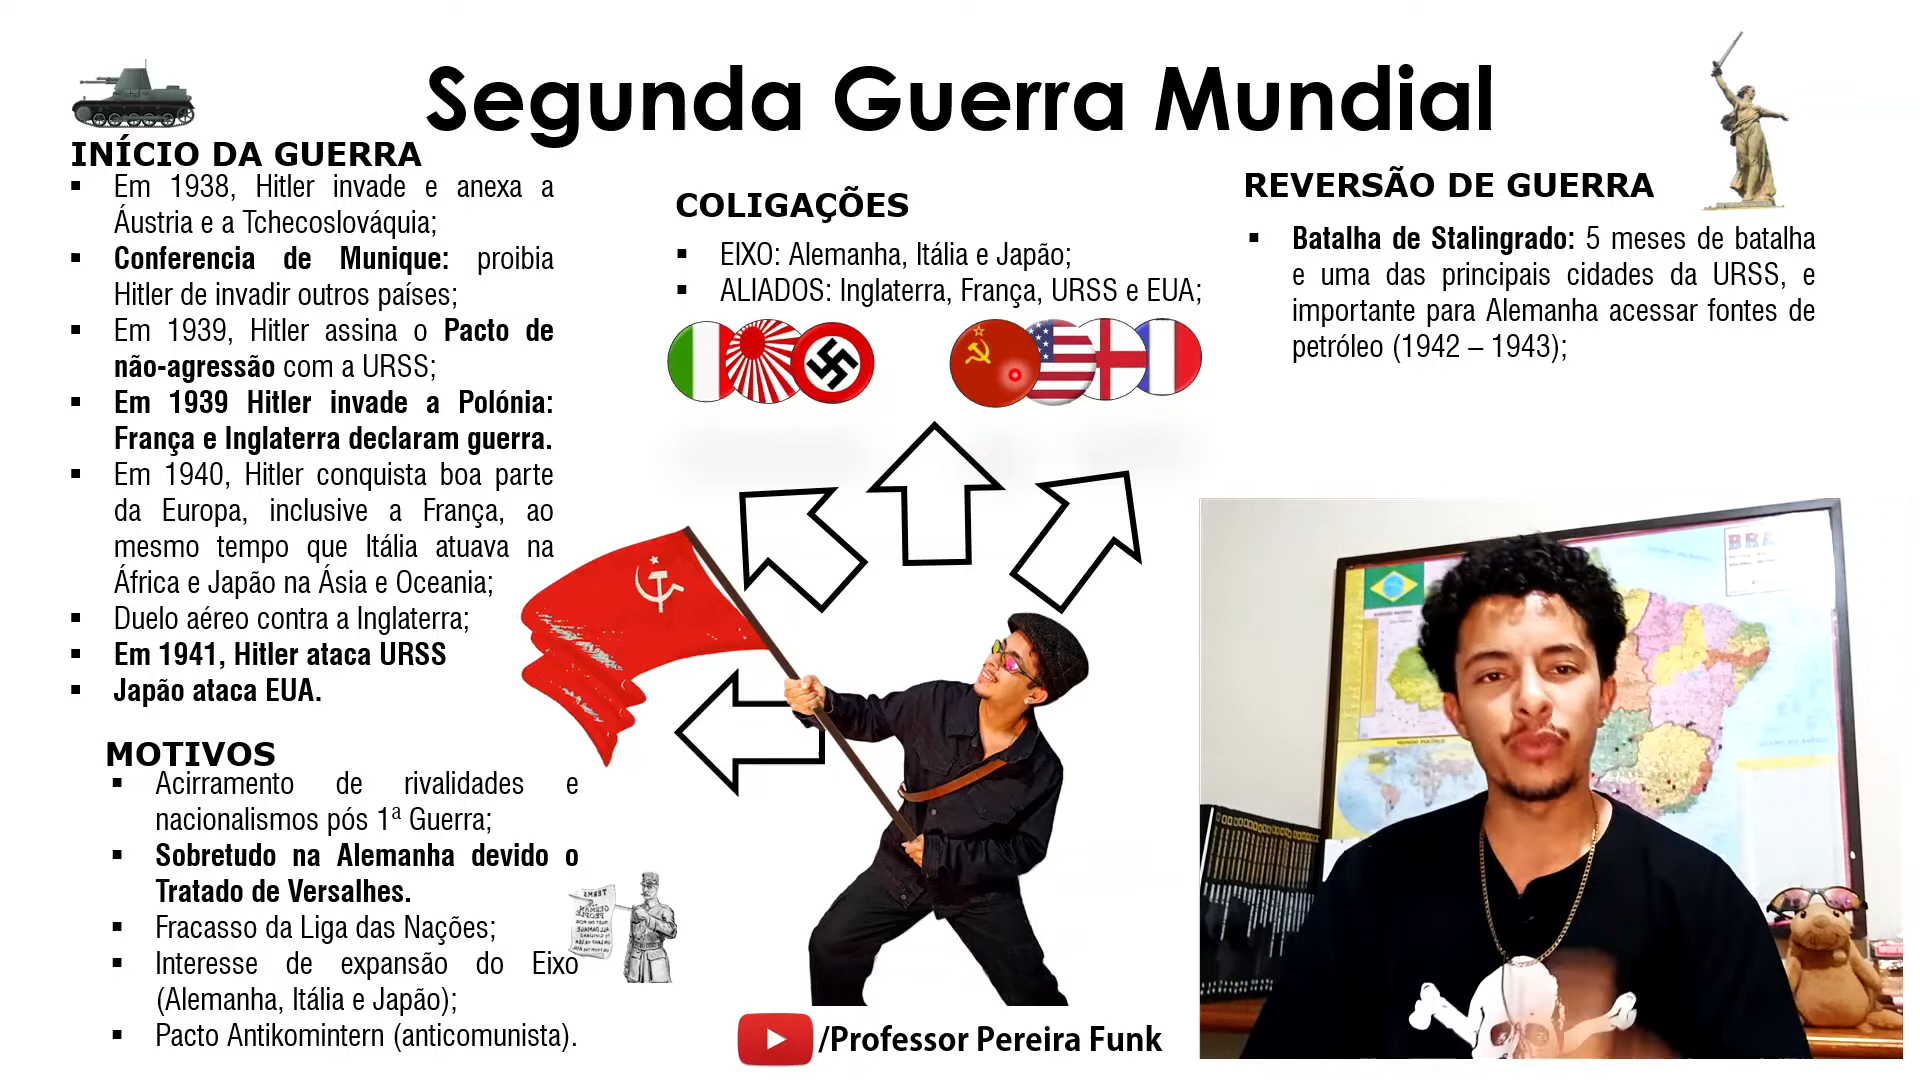 Segunda Guerra Mundial
INÍCIO DA GUERRA
▪ Em 1938, Hitler invade e anexa a
Áustria e a Tchecoslováquia;
▪ Conferencia de Munique: proibia
Hitler de invadir outros países;
▪ Em 1939, Hitler assina o Pacto de
não-agressão com a URSS;
▪ Em 1939 Hitler invade a Polónia:
França e Inglaterra declaram guerra.
▪ Em 1940, Hitler conquista boa parte
da Europa, inclusive a França, ao
mesmo tempo que Itália atuava na
África e Japão na Ásia e Oceania;
▪ Duelo aéreo contra a Inglaterra;
▪ Em 1941, Hitler ataca URSS
▪ Japão ataca EUA.
MOTIVOS
▪ Acirramento de rivalidades e
nacionalismos pós 1ª Guerra;
▪ Sobretudo na Alemanha devido o
Tratado de Versalhes.
▪ Fracasso da Liga das Nações;
▪ Interesse de expansão do Eixo
(Alemanha, Itália e Japão);
▪ Pacto Antikomintern (anticomunista).
COLIGAÇÕES
▪ EIXO: Alemanha, Itália e Japão;
▪ ALIADOS: Inglaterra, França, URSS e EUA;
REVERSÃO DE GUERRA
▪ Batalha de Stalingrado: 5 meses de batalha
e uma das principais cidades da URSS, e
importante para Alemanha acessar fontes de
petróleo (1942 – 1943);
TERMS
GERMAN
PEOPLE
BRA
/Professor Pereira Funk